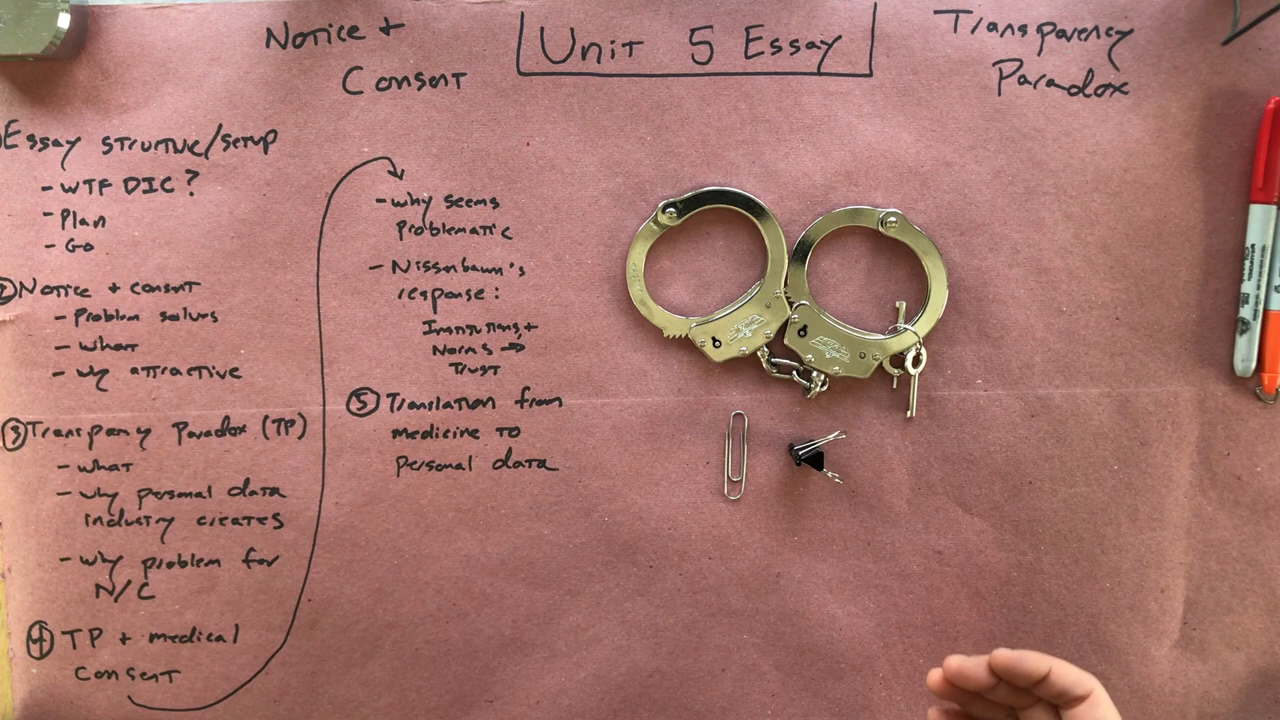 Notice +
Consent
Unit 5 Essay
Transparency
Paradox
Essay structure/setup
- WTF DIC?
- Plan
- Go
② Notice + consent
- Problem solves
- what
- why attractive
③ Transpency Paradox (TP)
- what
- why personal data
industry creates
- why problem for
N/C
④ TP + medical
consent
- why seems
problematic
- Nissenbaum's
response:
Institutions +
Norms →
Trust
⑤ Translation from
medicine to
personal data